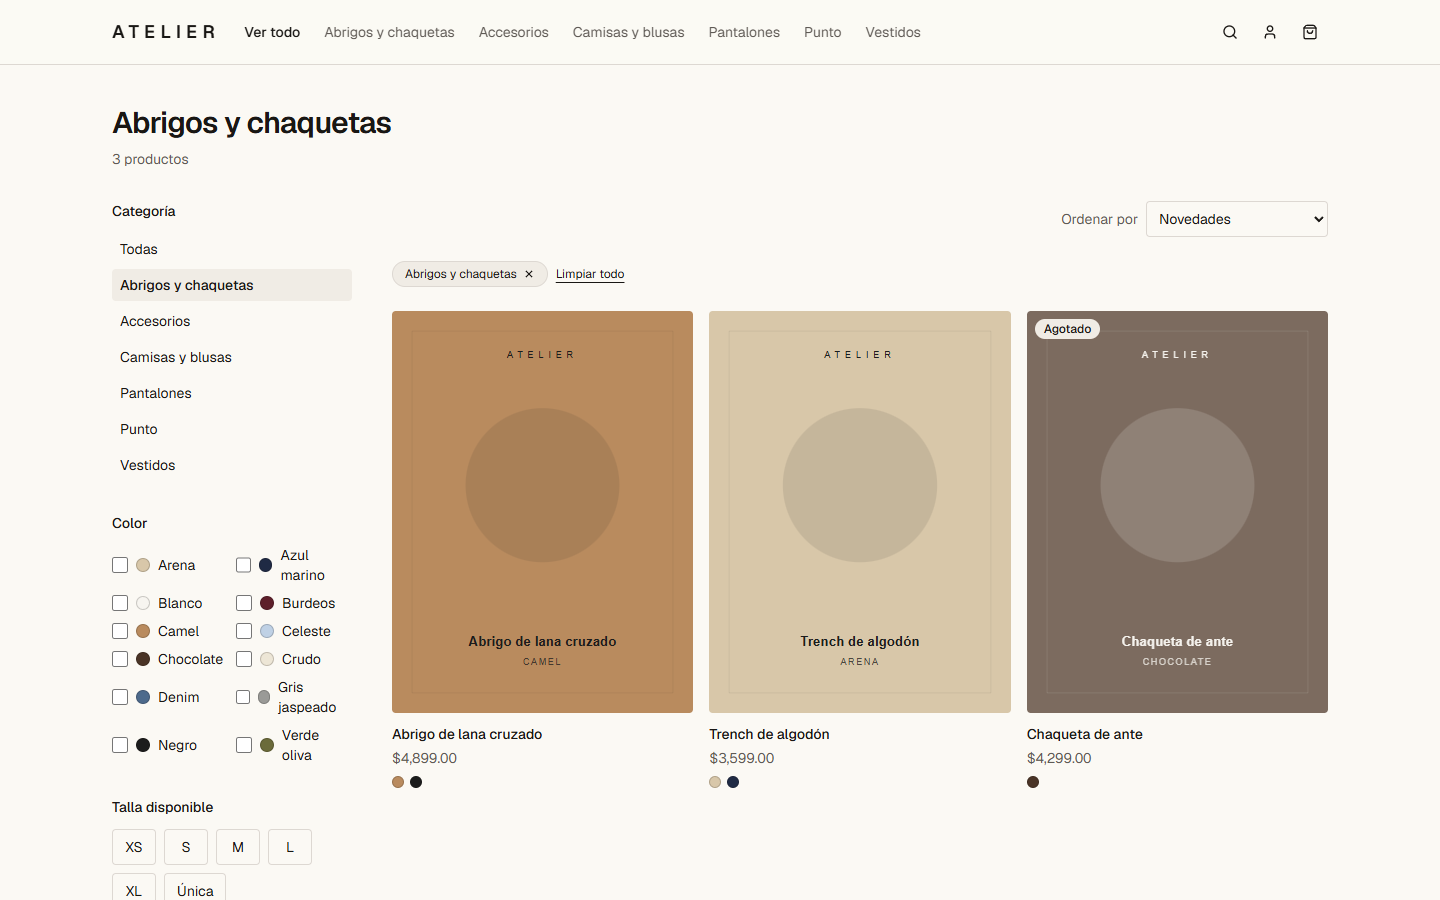 ATELIER
Ver todo
Abrigos y chaquetas
Accesorios
Camisas y blusas
Pantalones
Punto
Vestidos
Abrigos y chaquetas
3 productos
Categoría
Todas
Abrigos y chaquetas
Accesorios
Camisas y blusas
Pantalones
Punto
Vestidos
Color
Arena
Azul
marino
Blanco
Burdeos
Camel
Celeste
Chocolate
Crudo
Denim
Gris
jaspeado
Negro
Verde
oliva
Talla disponible
XS
S
M
L
XL
Única
Ordenar por
Novedades
Abrigos y chaquetas ✕
Limpiar todo
ATELIER
Abrigo de lana cruzado
CAMEL
Abrigo de lana cruzado
$4,899.00
ATELIER
Trench de algodón
ARENA
Trench de algodón
$3,599.00
Agotado
ATELIER
Chaqueta de ante
CHOCOLATE
Chaqueta de ante
$4,299.00